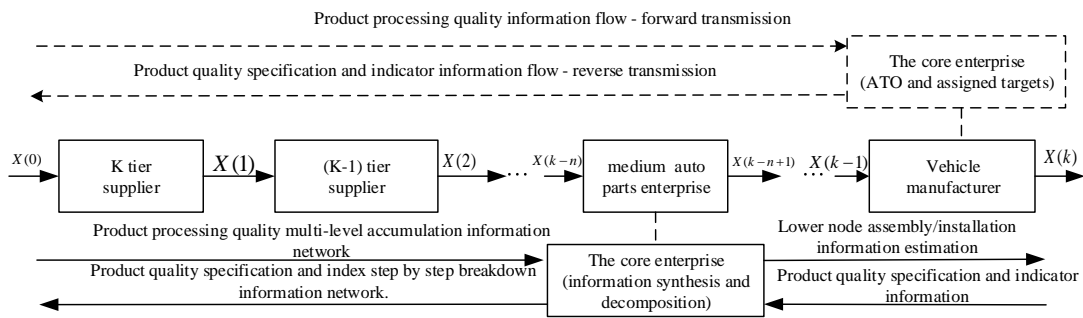 Product processing quality information flow - forward transmission
Product quality specification and indicator information flow - reverse transmission
The core enterprise
(ATO and assigned targets)
X(0)
K tier
supplier
X(1)
(K-1) tier
supplier
X(2)
...
X(k-n)
medium auto
parts enterprise
X(k-n+1)
...
X(k-1)
Vehicle
manufacturer
X(k)
Product processing quality multi-level accumulation information
network
Product quality specification and index step by step breakdown
information network.
The core enterprise
(information synthesis and
decomposition)
Lower node assembly/installation
information estimation
Product quality specification and indicator
information